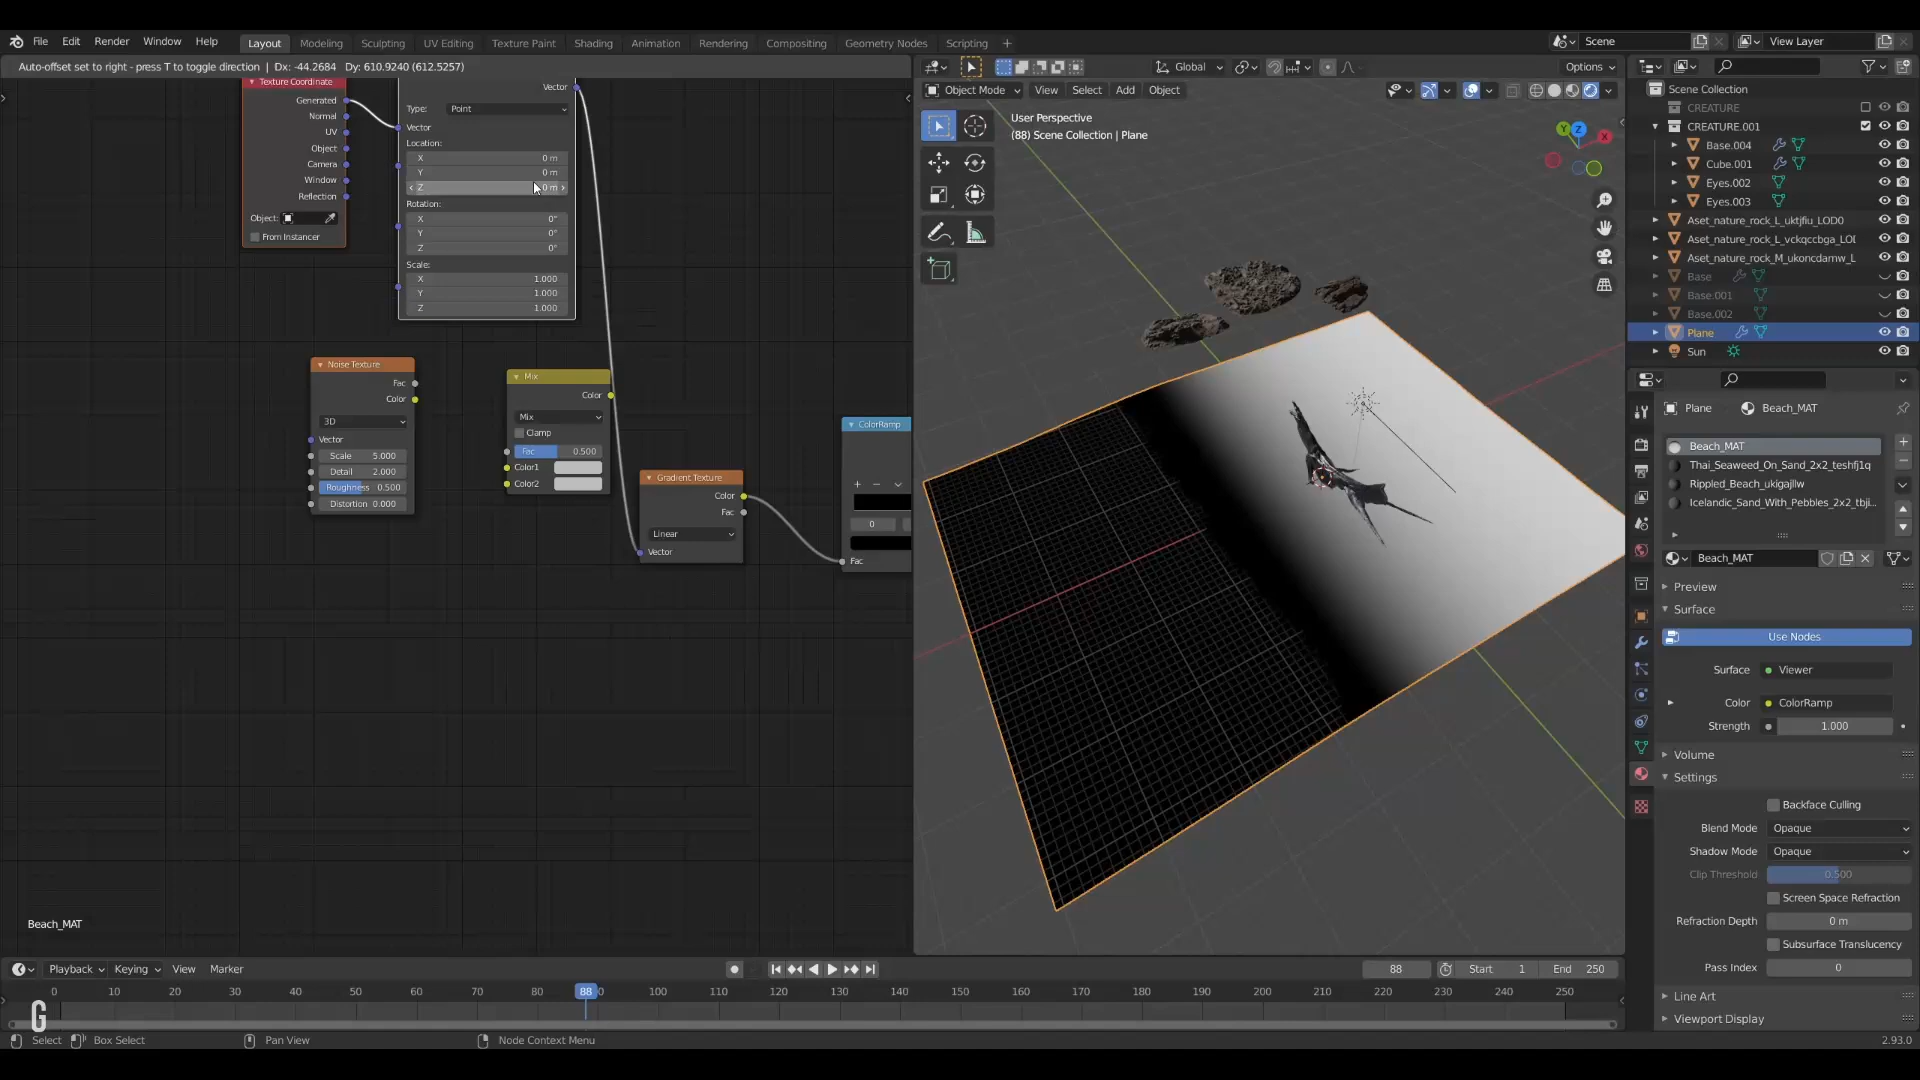 File Edit Render Window Help
Layout Modeling Sculpting UV Editing Texture Paint Shading Animation Rendering Compositing Geometry Nodes Scripting +
Scene
View Layer
Auto-offset set to right - press T to toggle direction | Dx: -44.2684 Dy: 610.9240 (612.5257)
Global
Options
Object Mode View Select Add Object
User Perspective
(88) Scene Collection | Plane
Texture Coordinate
Generated
Normal
UV
Object
Camera
Window
Reflection
Object:
From Instancer
Vector
Type: Point
Vector
Location:
X 0 m
Y 0 m
Z 0 m
Rotation:
X 0°
Y 0°
Z 0°
Scale:
X 1.000
Y 1.000
Z 1.000
Noise Texture
Fac
Color
3D
Vector
Scale 5.000
Detail 2.000
Roughness 0.500
Distortion 0.000
Mix
Color
Mix
Clamp
Fac 0.500
Color1
Color2
Gradient Texture
Color
Fac
Linear
Vector
ColorRamp
0
Fac
Beach_MAT
Y Z X
Scene Collection
CREATURE
CREATURE.001
Base.004
Cube.001
Eyes.002
Eyes.003
Aset_nature_rock_L_uktjfiu_LOD0
Aset_nature_rock_L_vckqccbga_LOD
Aset_nature_rock_M_ukoncdamw_L
Base
Base.001
Base.002
Plane
Sun
Plane Beach_MAT
Beach_MAT
Thai_Seaweed_On_Sand_2x2_teshfj1q
Rippled_Beach_ukigajllw
Icelandic_Sand_With_Pebbles_2x2_tbji...
Beach_MAT
Preview
Surface
Use Nodes
Surface Viewer
Color ColorRamp
Strength 1.000
Volume
Settings
Backface Culling
Blend Mode Opaque
Shadow Mode Opaque
Clip Threshold 0.500
Screen Space Refraction
Refraction Depth 0 m
Subsurface Translucency
Pass Index 0
Line Art
Viewport Display
Playback Keying View Marker
88 Start 1 End 250
0 10 20 30 40 50 60 70 80 88 0 100 110 120 130 140 150 160 170 180 190 200 210 220 230 240 250
G
Select Box Select Pan View Node Context Menu 2.93.0